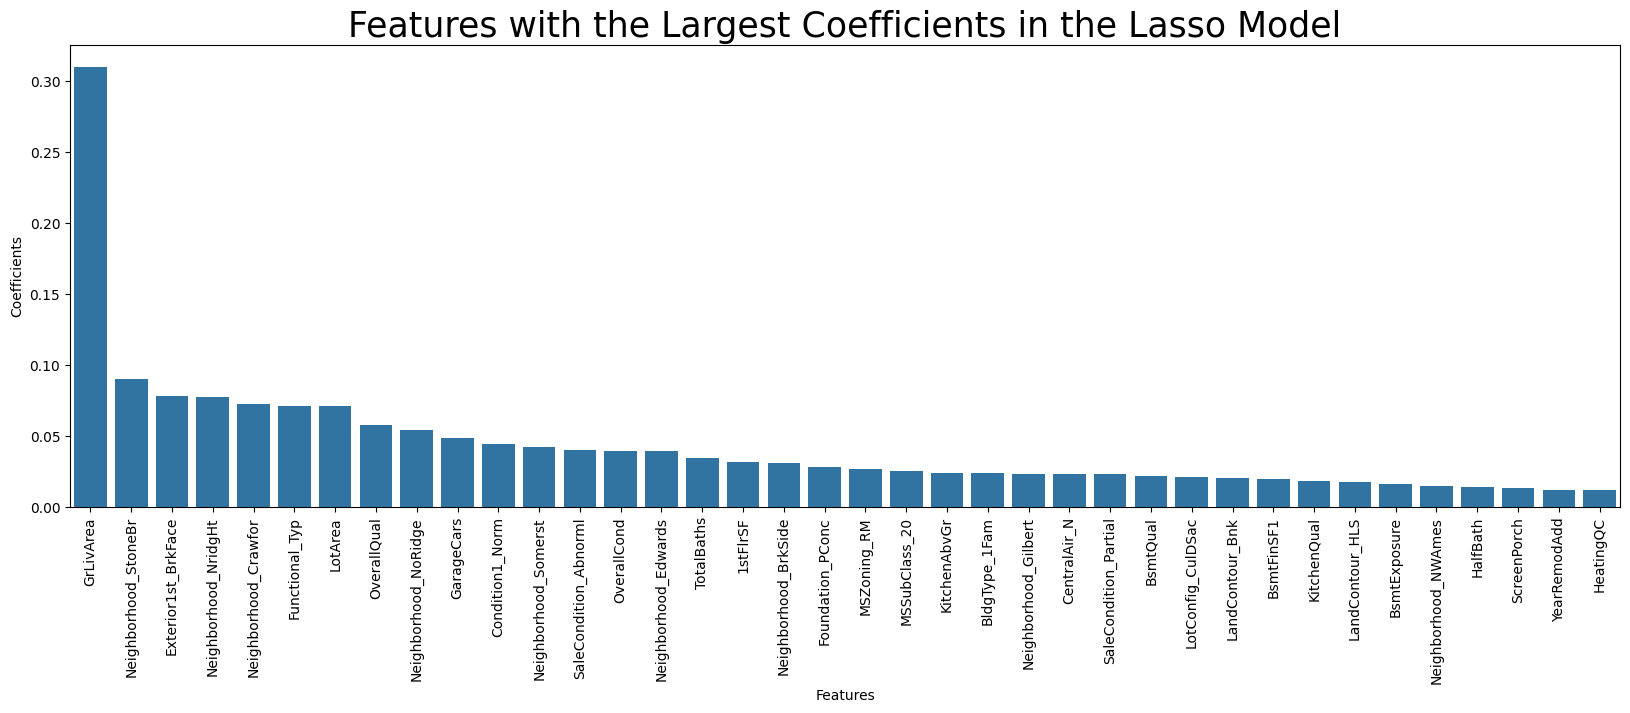 Features with the Largest Coefficients in the Lasso Model
Coefficients
0.30
0.25
0.20
0.15
0.10
0.05
0.00
GrLivArea
Neighborhood_StoneBr
Exterior1st_BrkFace
Neighborhood_NridgHt
Neighborhood_Crawfor
Functional_Typ
LotArea
OverallQual
Neighborhood_NoRidge
GarageCars
Condition1_Norm
Neighborhood_Somerst
SaleCondition_Abnorml
OverallCond
Neighborhood_Edwards
TotalBaths
1stFlrSF
Neighborhood_BrkSide
Foundation_PConc
MSZoning_RM
MSSubClass_20
KitchenAbvGr
BldgType_1Fam
Neighborhood_Gilbert
CentralAir_N
SaleCondition_Partial
BsmtQual
LotConfig_CulDSac
LandContour_Bnk
BsmtFinSF1
KitchenQual
LandContour_HLS
BsmtExposure
Neighborhood_NWAmes
HalfBath
ScreenPorch
YearRemodAdd
HeatingQC
Features